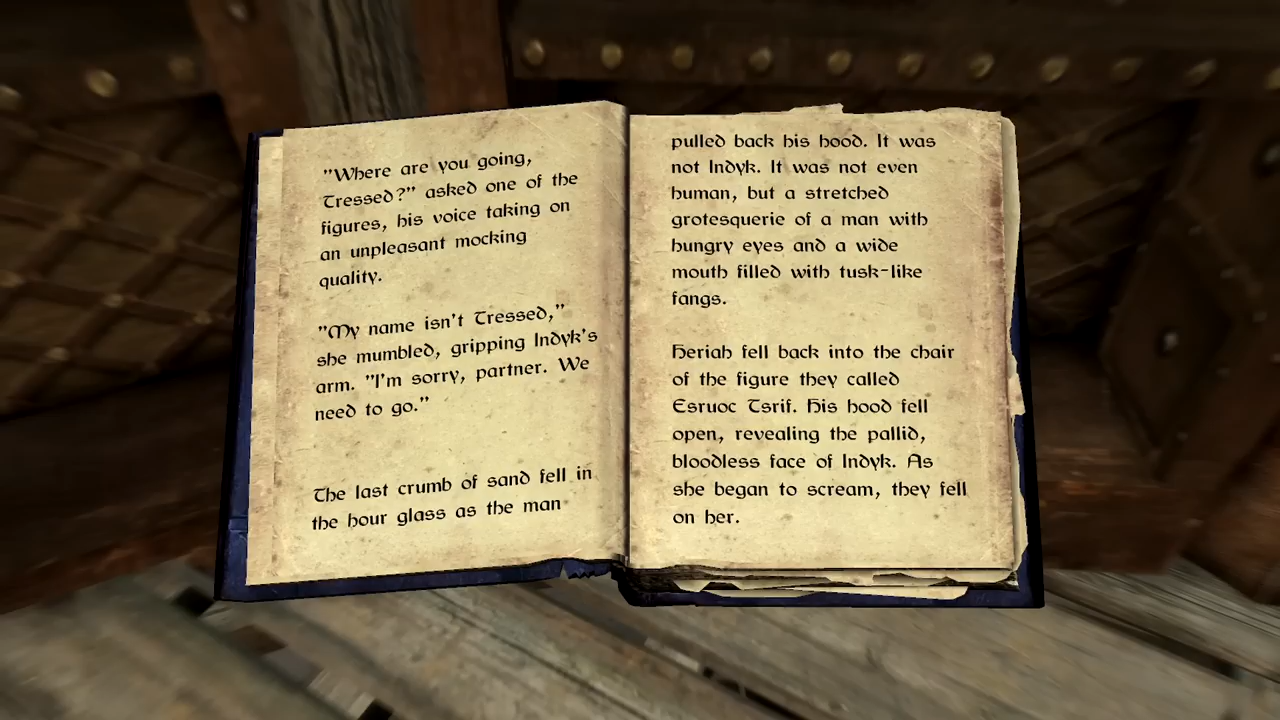 "Where are you going,
Tressed?" asked one of the
figures, his voice taking on
an unpleasant mocking
quality.
"My name isn't Tressed,"
she mumbled, gripping Indyk's
arm. "I'm sorry, partner. We
need to go."
The last crumb of sand fell in
the hour glass as the man
pulled back his hood. It was
not Indyk. It was not even
human, but a stretched
grotesquerie of a man with
hungry eyes and a wide
mouth filled with tusk-like
fangs.
Heriah fell back into the chair
of the figure they called
Esruoc Tsrif. His hood fell
open, revealing the pallid,
bloodless face of Indyk. As
she began to scream, they fell
on her.